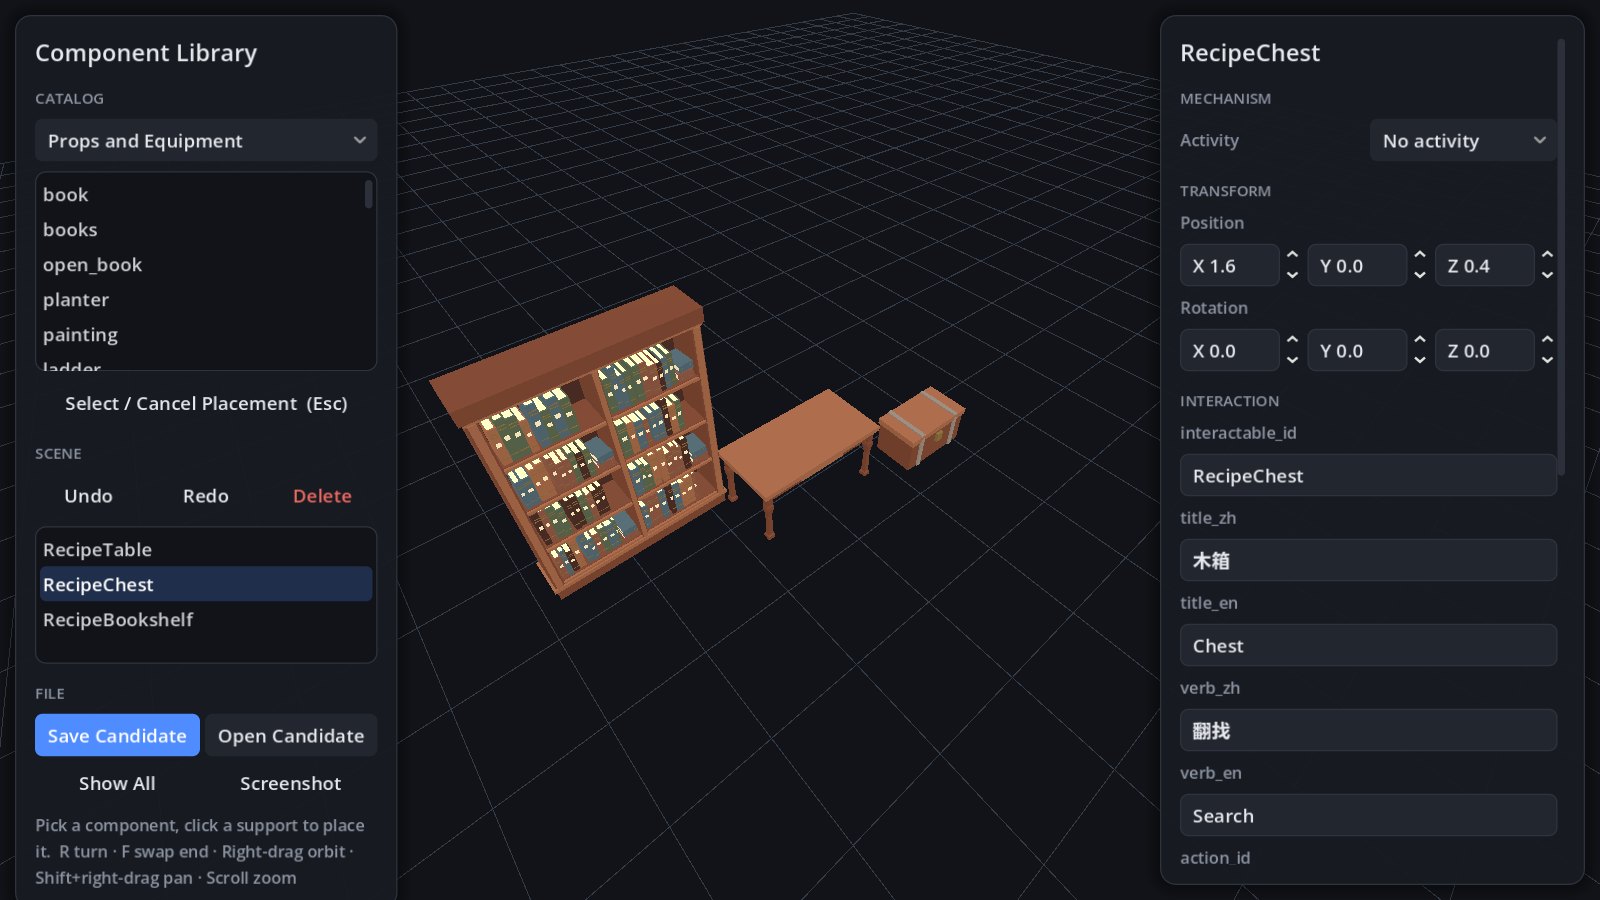 Component Library
CATALOG
Props and Equipment
book
books
open_book
planter
painting
ladder
Select / Cancel Placement (Esc)
SCENE
Undo
Redo
Delete
RecipeTable
RecipeChest
RecipeBookshelf
FILE
Save Candidate
Open Candidate
Show All
Screenshot
Pick a component, click a support to place
it. R turn · F swap end · Right-drag orbit ·
Shift+right-drag pan · Scroll zoom
RecipeChest
MECHANISM
Activity
No activity
TRANSFORM
Position
X 1.6
Y 0.0
Z 0.4
Rotation
X 0.0
Y 0.0
Z 0.0
INTERACTION
interactable_id
RecipeChest
title_zh
木箱
title_en
Chest
verb_zh
翻找
verb_en
Search
action_id